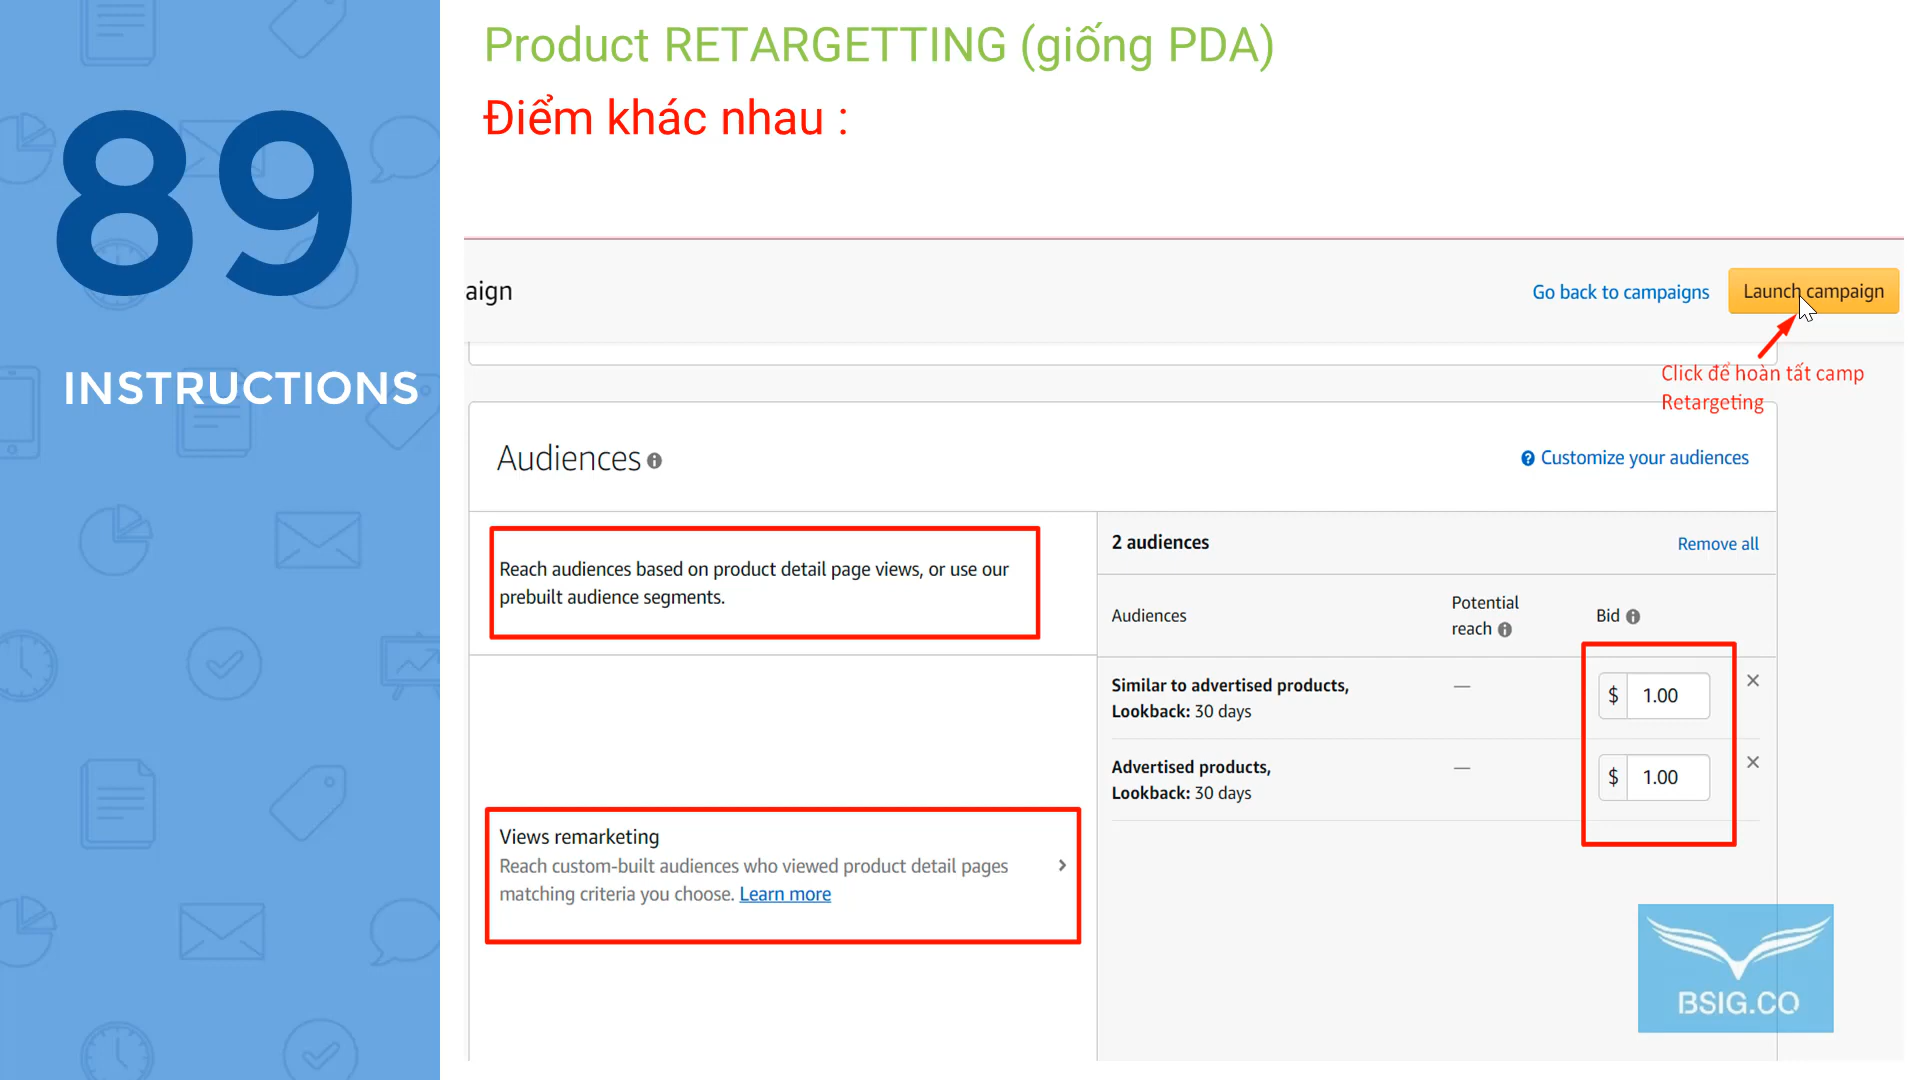 89
INSTRUCTIONS
Product RETARGETTING (giống PDA)
Điểm khác nhau :
aign
Go back to campaigns
Launch campaign
Click để hoàn tất camp
Retargeting
Audiences
Customize your audiences
Reach audiences based on product detail page views, or use our
prebuilt audience segments.
Views remarketing
Reach custom-built audiences who viewed product detail pages
matching criteria you choose. Learn more
2 audiences
Remove all
Audiences
Potential
reach
Bid
Similar to advertised products,
Lookback: 30 days
—
$ 1.00
Advertised products,
Lookback: 30 days
—
$ 1.00
BSIG.CO